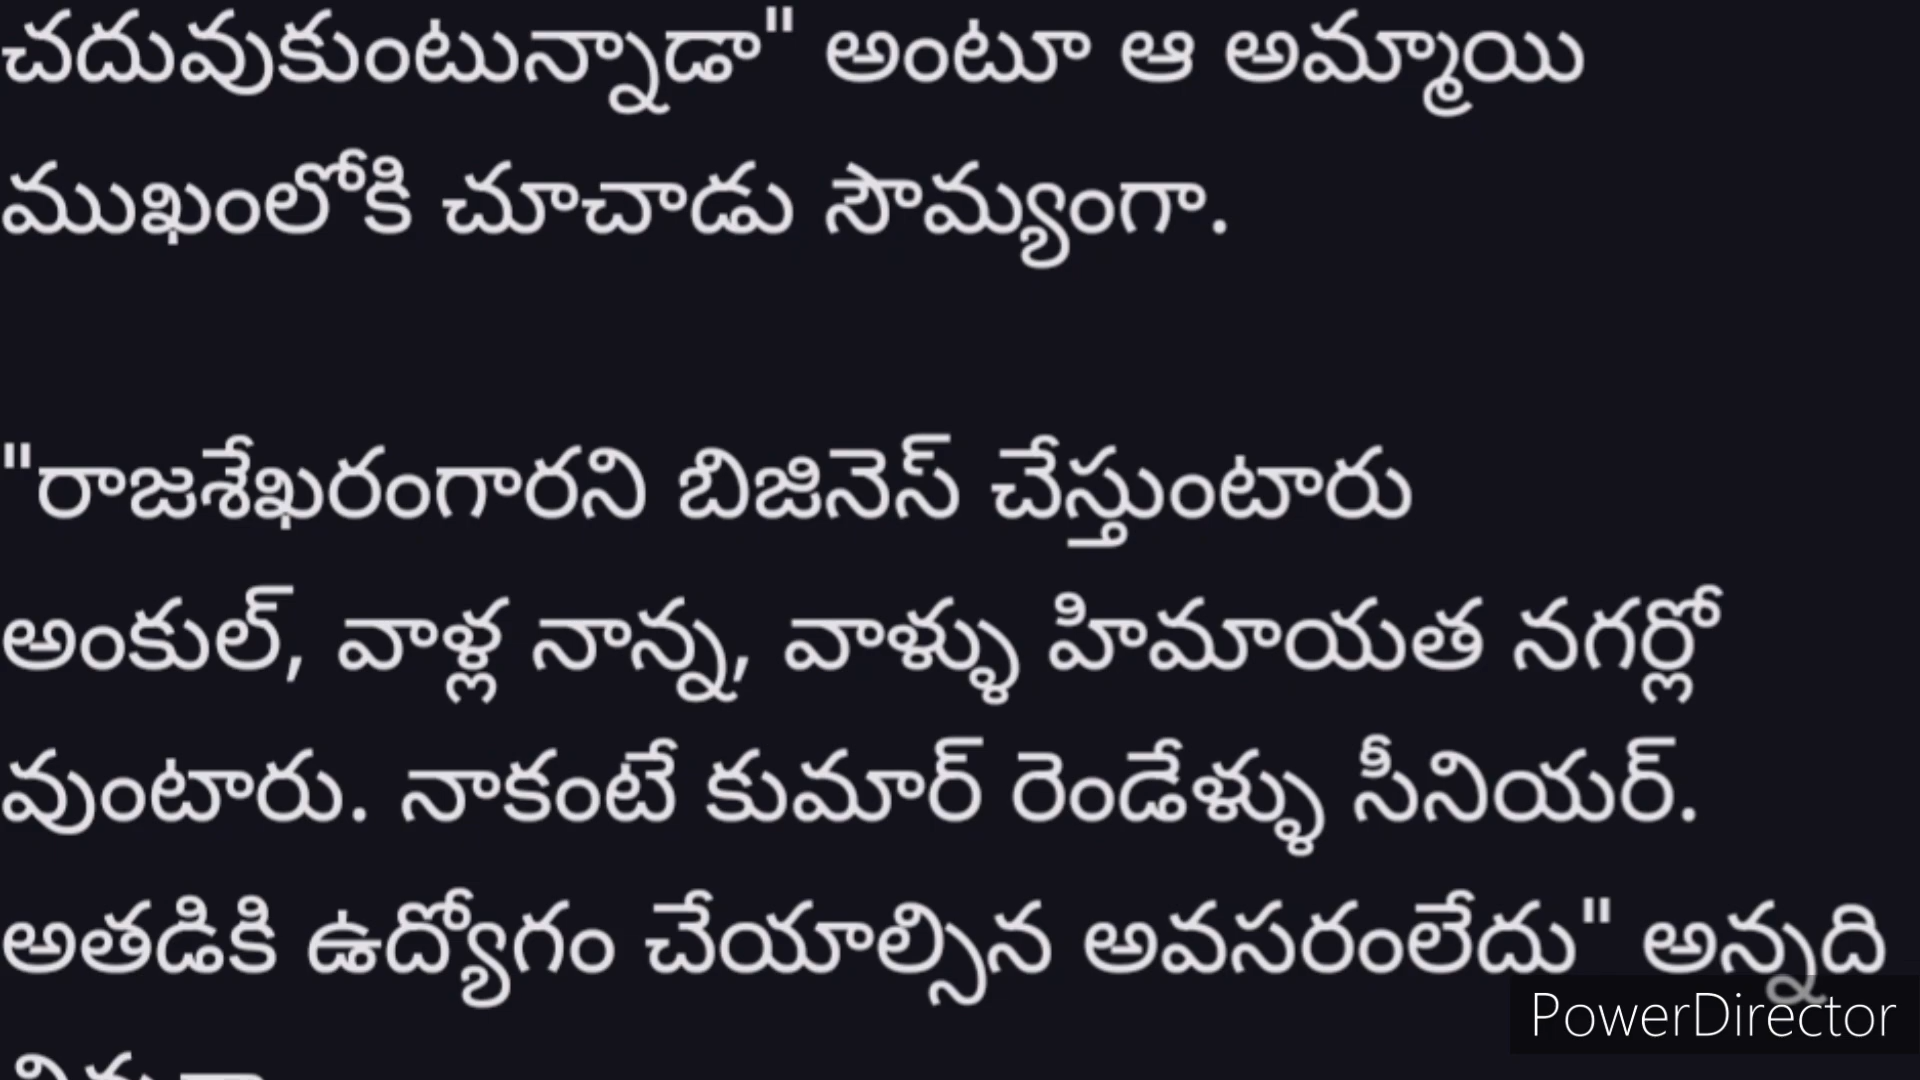 చదువుకుంటున్నాడా" అంటూ ఆ అమ్మాయి
ముఖంలోకి చూచాడు సౌమ్యంగా.
"రాజశేఖరంగారని బిజినెస్ చేస్తుంటారు
అంకుల్, వాళ్ల నాన్న, వాళ్ళు హిమాయత నగర్లో
వుంటారు. నాకంటే కుమార్ రెండేళ్ళు సీనియర్.
అతడికి ఉద్యోగం చేయాల్సిన అవసరంలేదు" అన్నది
PowerDirector